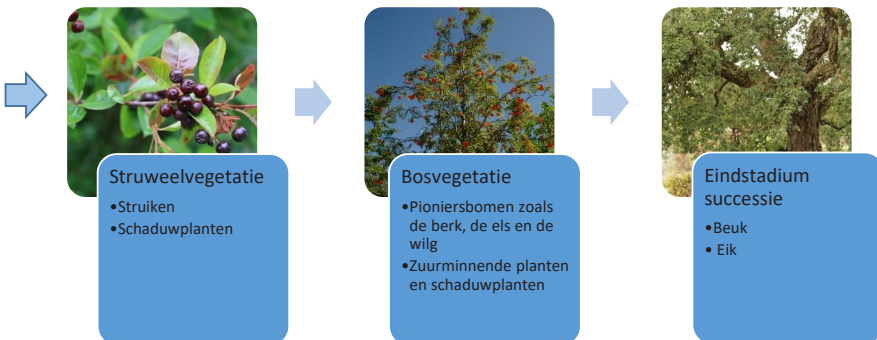 Struweelvegetatie
•Struiken
•Schaduwplanten
Bosvegetatie
•Pioniersbomen zoals
de berk, de els en de
wilg
•Zuurminnende planten
en schaduwplanten
Eindstadium
successie
•Beuk
• Eik